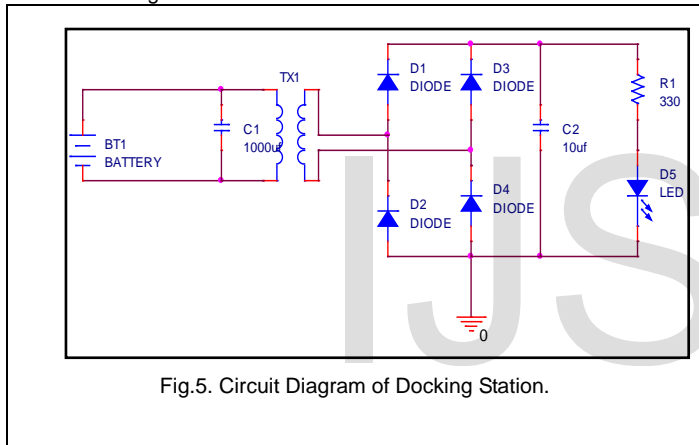 TX1
D1
DIODE
D3
DIODE
R1
330
C1
1000uf
C2
10uf
BT1
BATTERY
D5
LED
D2
DIODE
D4
DIODE
0
IJS
Fig.5. Circuit Diagram of Docking Station.